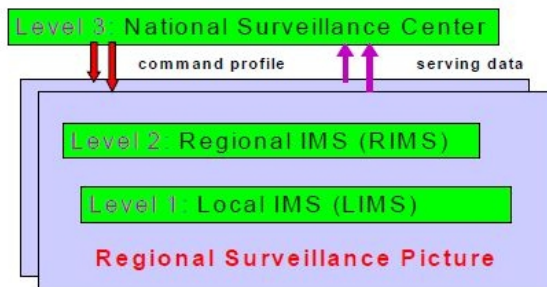 Level 3: National Surveillance Center
command profile serving data
Level 2: Regional IMS (RIMS)
Level 1: Local IMS (LIMS)
Regional Surveillance Picture